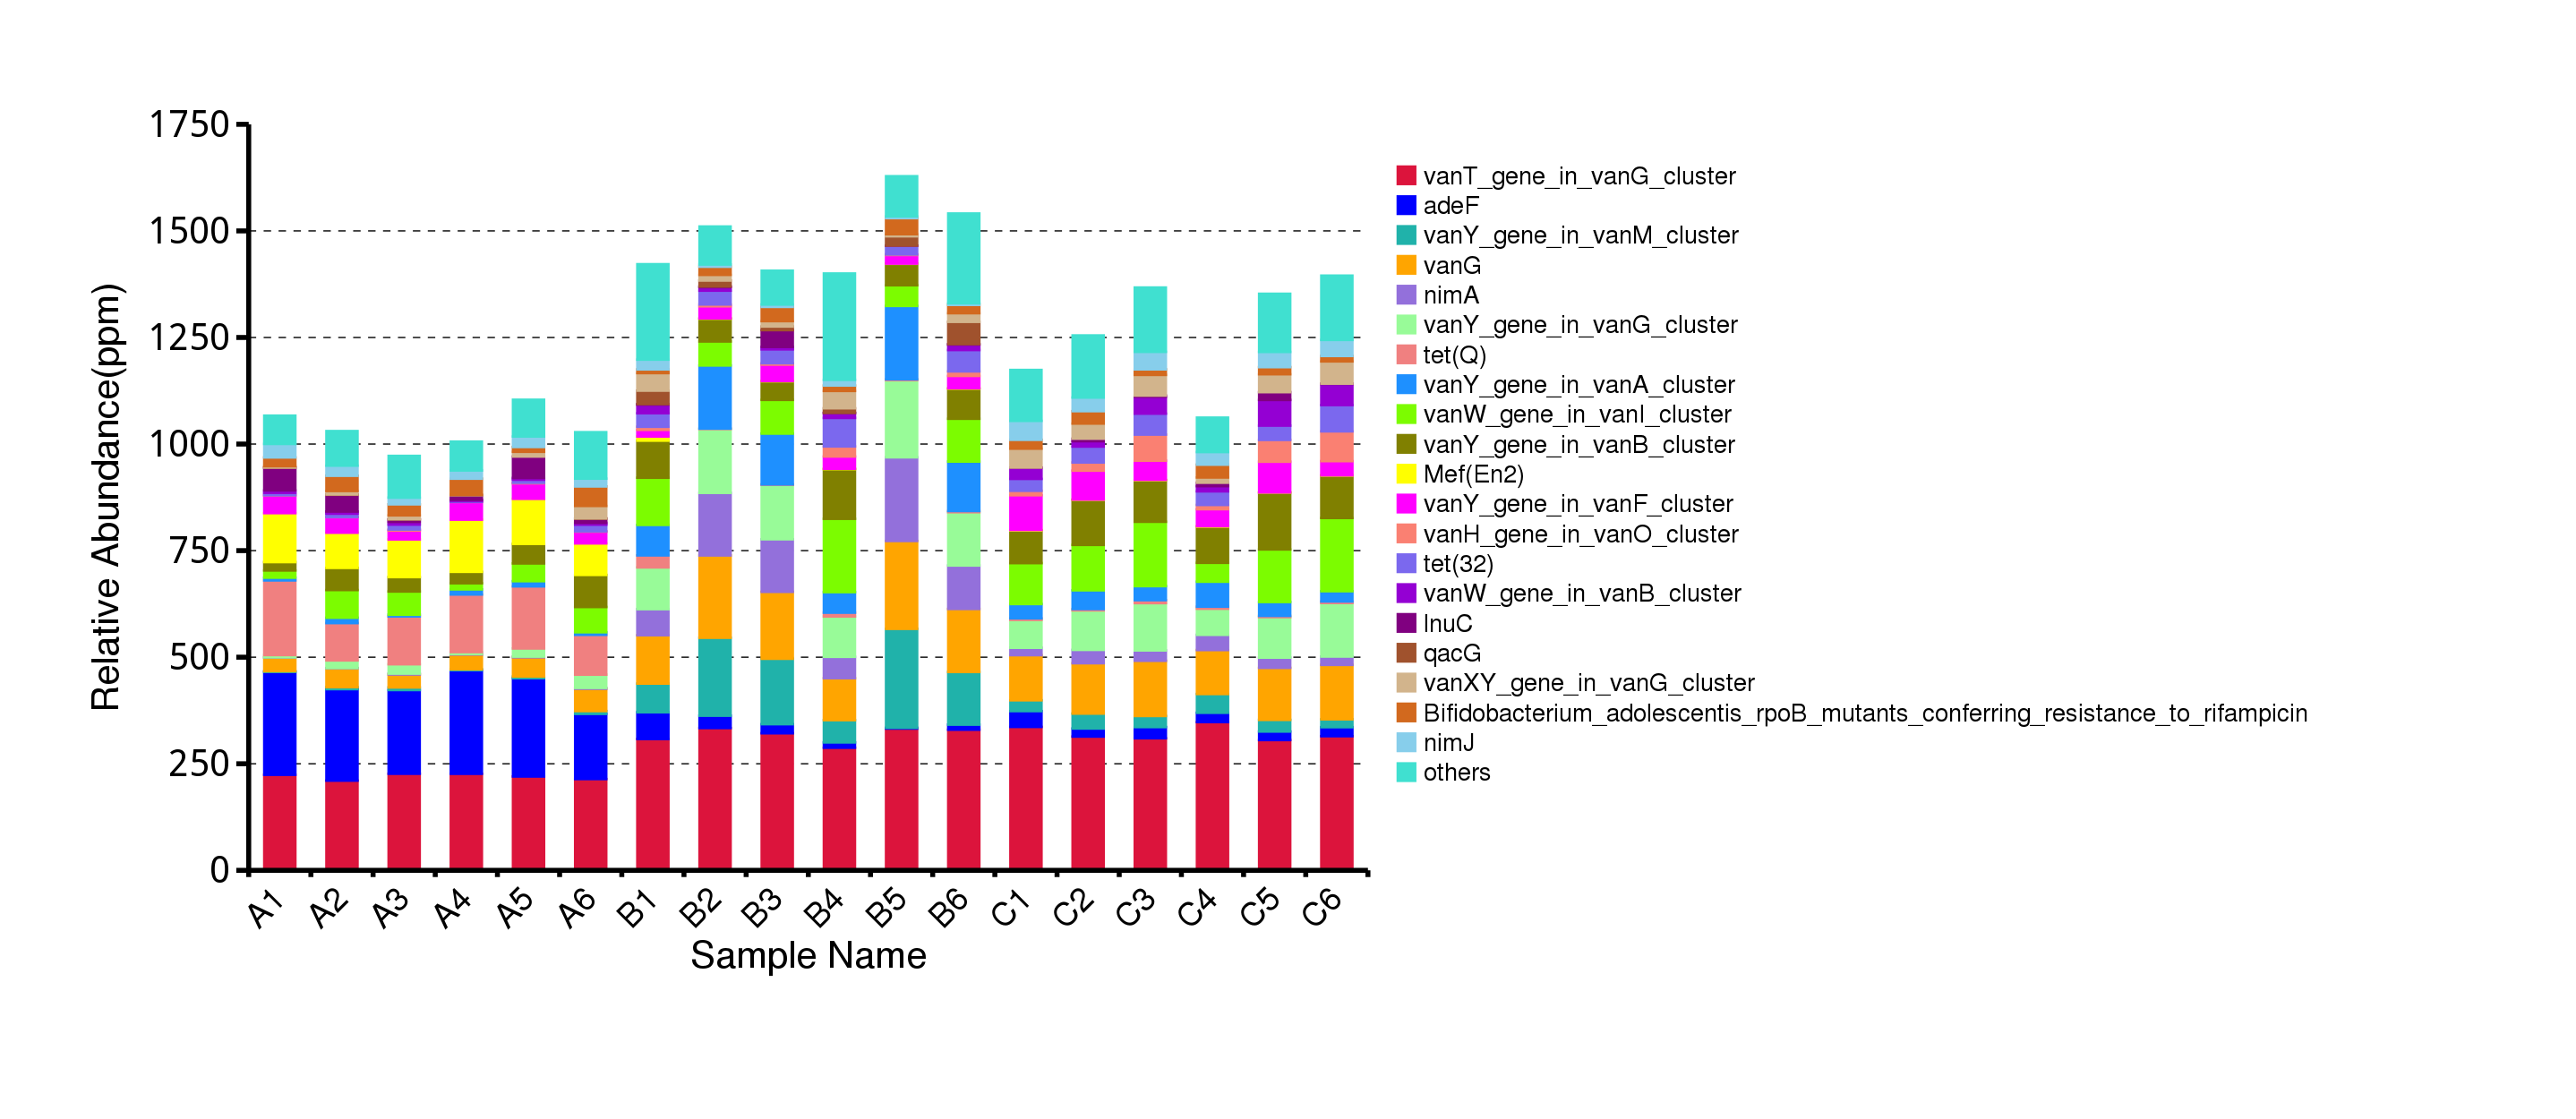 1750
1500
1250
1000
750
500
250
0
Relative Abundance(ppm)
A1 A2 A3 A4 A5 A6 B1 B2 B3 B4 B5 B6 C1 C2 C3 C4 C5 C6
Sample Name
vanT_gene_in_vanG_cluster
adeF
vanY_gene_in_vanM_cluster
vanG
nimA
vanY_gene_in_vanG_cluster
tet(Q)
vanY_gene_in_vanA_cluster
vanW_gene_in_vanI_cluster
vanY_gene_in_vanB_cluster
Mef(En2)
vanY_gene_in_vanF_cluster
vanH_gene_in_vanO_cluster
tet(32)
vanW_gene_in_vanB_cluster
lnuC
qacG
vanXY_gene_in_vanG_cluster
Bifidobacterium_adolescentis_rpoB_mutants_conferring_resistance_to_rifampicin
nimJ
others